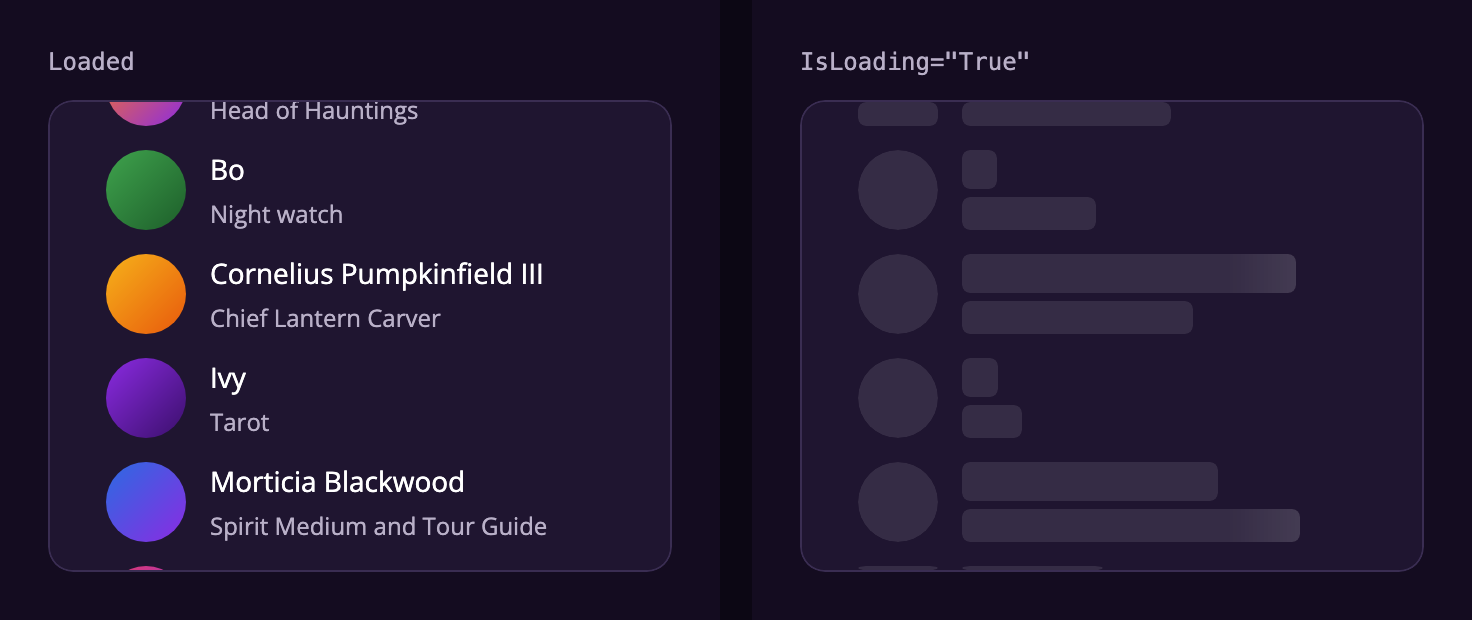 Loaded
Head of Hauntings
Bo
Night watch
Cornelius Pumpkinfield III
Chief Lantern Carver
Ivy
Tarot
Morticia Blackwood
Spirit Medium and Tour Guide
IsLoading="True"